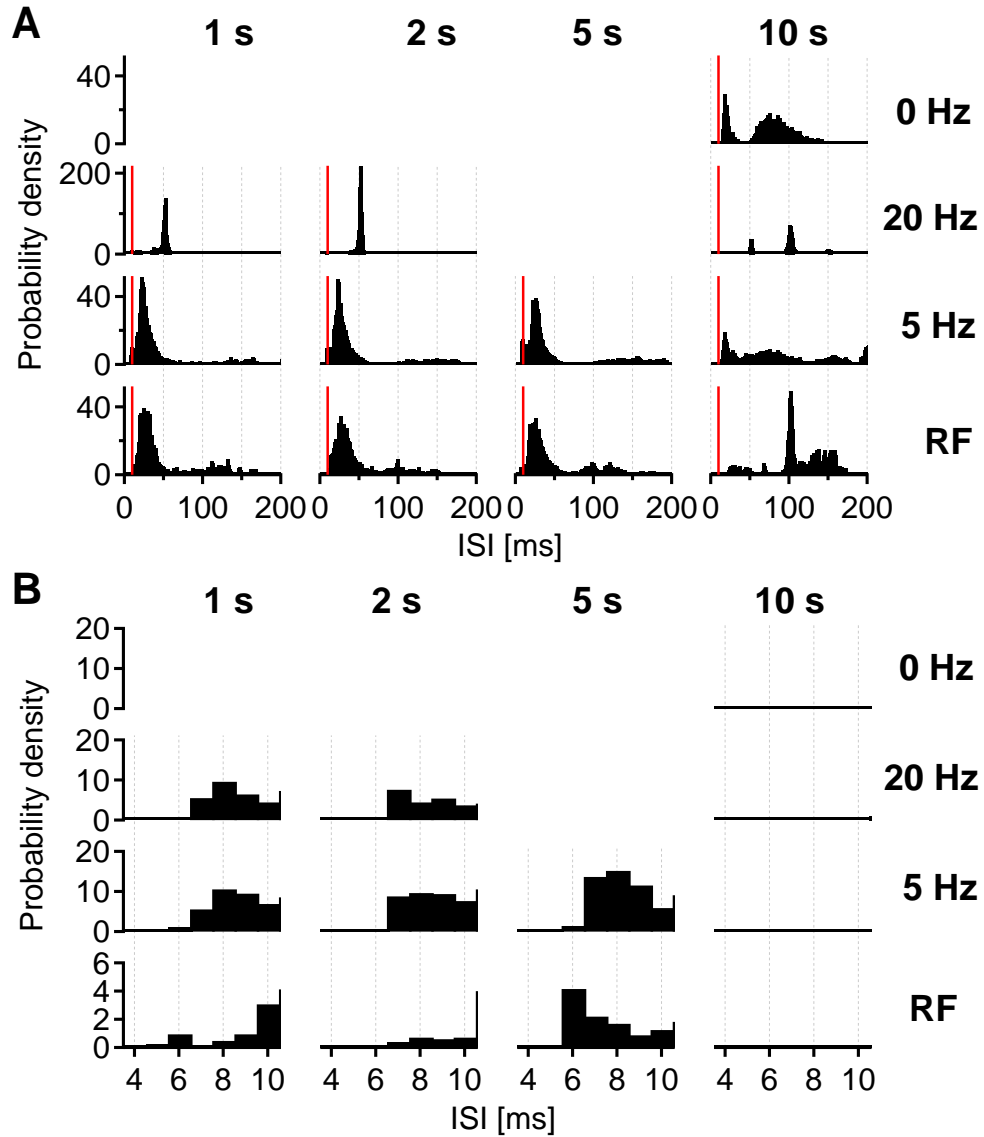 A
1 s 2 s 5 s 10 s
Probability density
40
0
0 Hz
200
0
20 Hz
40
0
5 Hz
40
0
RF
0 100 200 0 100 200 0 100 200 0 100 200
ISI [ms]
B
1 s 2 s 5 s 10 s
Probability density
20
10
0
0 Hz
20
10
0
20 Hz
20
10
0
5 Hz
6
4
2
0
RF
4 6 8 10 4 6 8 10 4 6 8 10 4 6 8 10
ISI [ms]